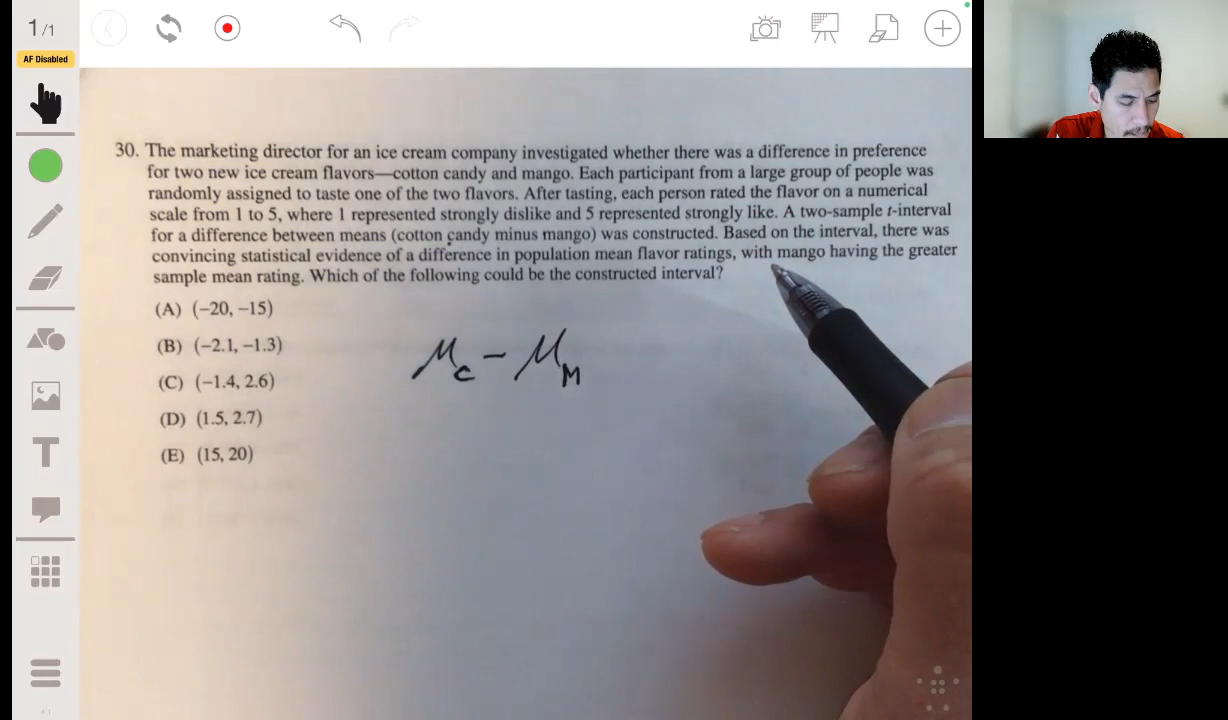 1/1
AF Disabled
30. The marketing director for an ice cream company investigated whether there was a difference in preference
for two new ice cream flavors—cotton candy and mango. Each participant from a large group of people was
randomly assigned to taste one of the two flavors. After tasting, each person rated the flavor on a numerical
scale from 1 to 5, where 1 represented strongly dislike and 5 represented strongly like. A two-sample t-interval
for a difference between means (cotton candy minus mango) was constructed. Based on the interval, there was
convincing statistical evidence of a difference in population mean flavor ratings, with mango having the greater
sample mean rating. Which of the following could be the constructed interval?
(A) (−20, −15)
(B) (−2.1, −1.3)
(C) (−1.4, 2.6)
(D) (1.5, 2.7)
(E) (15, 20)
μ_C − μ_M
T